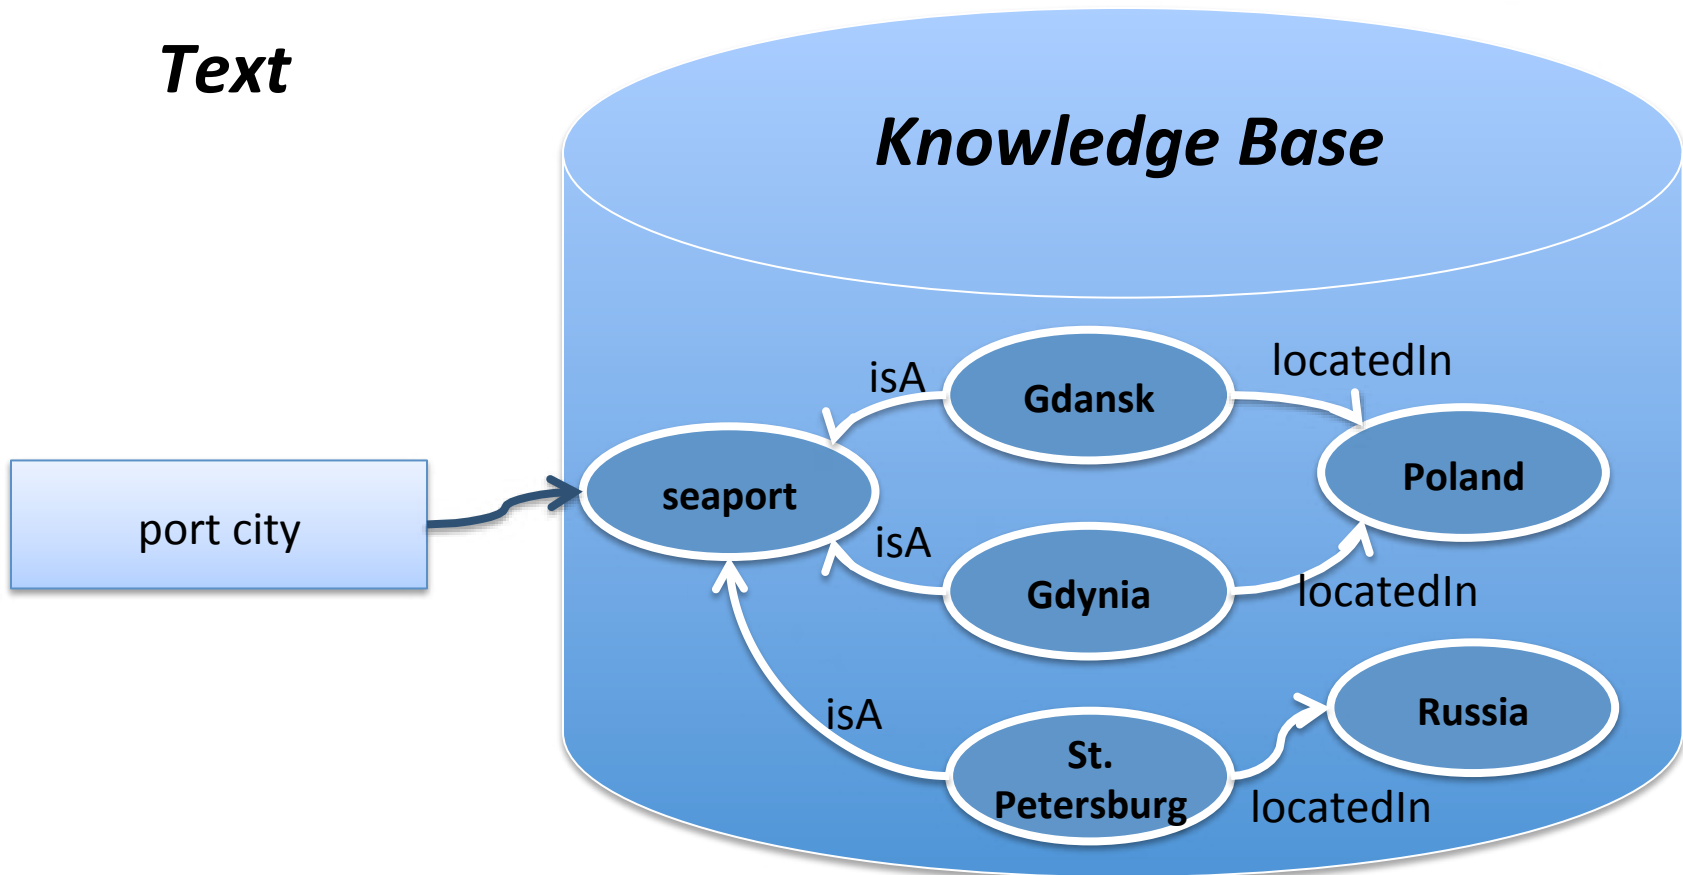 Text
Knowledge Base
isA
Gdansk
locatedIn
seaport
Poland
port city
isA
Gdynia
locatedIn
isA
St.
Petersburg
Russia
locatedIn